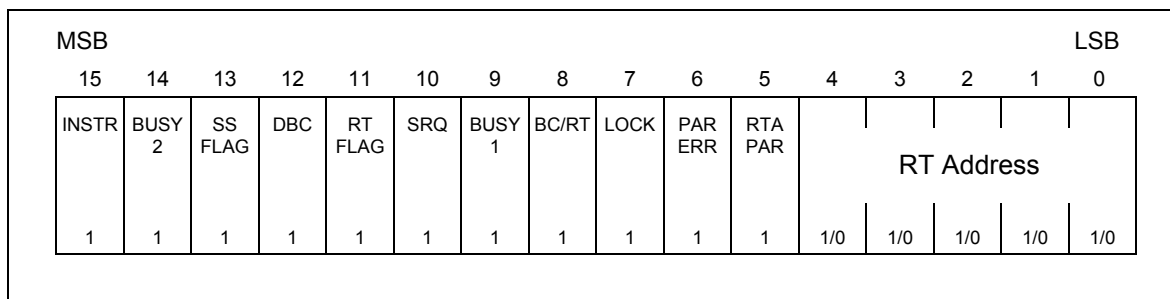 MSB LSB
15 14 13 12 11 10 9 8 7 6 5 4 3 2 1 0
INSTR BUSY SS DBC RT SRQ BUSY BC/RT LOCK PAR RTA
2 FLAG FLAG 1 ERR PAR
RT Address
1 1 1 1 1 1 1 1 1 1 1 1/0 1/0 1/0 1/0 1/0